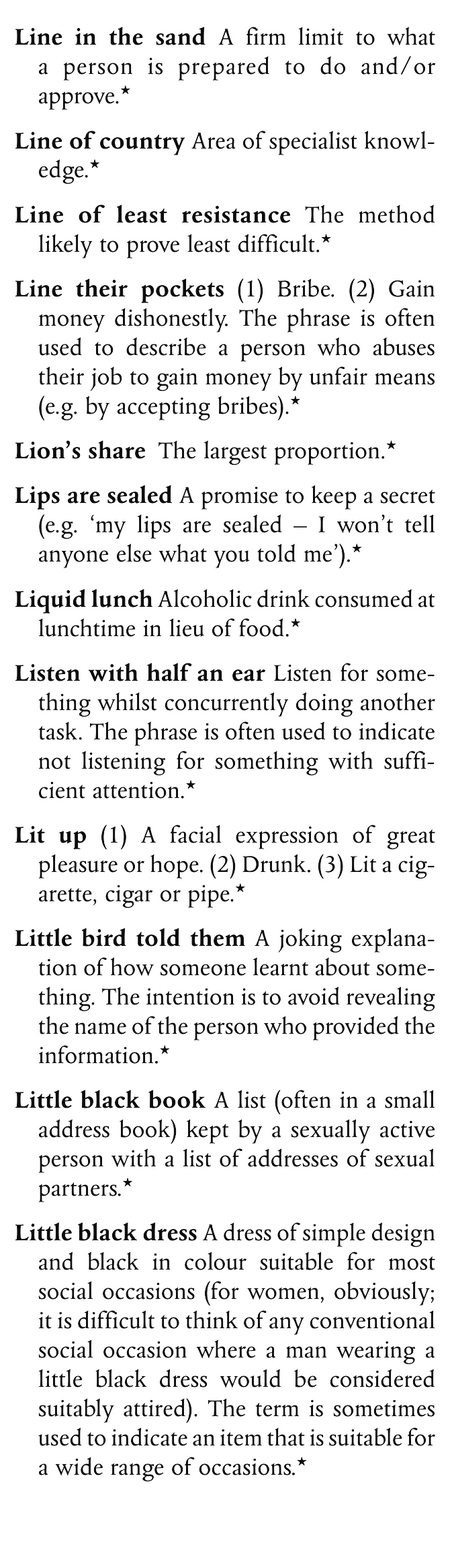 Line in the sand A firm limit to what
a person is prepared to do and/or
approve.★
Line of country Area of specialist knowl-
edge.★
Line of least resistance The method
likely to prove least difficult.★
Line their pockets (1) Bribe. (2) Gain
money dishonestly. The phrase is often
used to describe a person who abuses
their job to gain money by unfair means
(e.g. by accepting bribes).★
Lion’s share The largest proportion.★
Lips are sealed A promise to keep a secret
(e.g. ‘my lips are sealed – I won’t tell
anyone else what you told me’).★
Liquid lunch Alcoholic drink consumed at
lunchtime in lieu of food.★
Listen with half an ear Listen for some-
thing whilst concurrently doing another
task. The phrase is often used to indicate
not listening for something with suffi-
cient attention.★
Lit up (1) A facial expression of great
pleasure or hope. (2) Drunk. (3) Lit a cig-
arette, cigar or pipe.★
Little bird told them A joking explana-
tion of how someone learnt about some-
thing. The intention is to avoid revealing
the name of the person who provided the
information.★
Little black book A list (often in a small
address book) kept by a sexually active
person with a list of addresses of sexual
partners.★
Little black dress A dress of simple design
and black in colour suitable for most
social occasions (for women, obviously;
it is difficult to think of any conventional
social occasion where a man wearing a
little black dress would be considered
suitably attired). The term is sometimes
used to indicate an item that is suitable for
a wide range of occasions.★